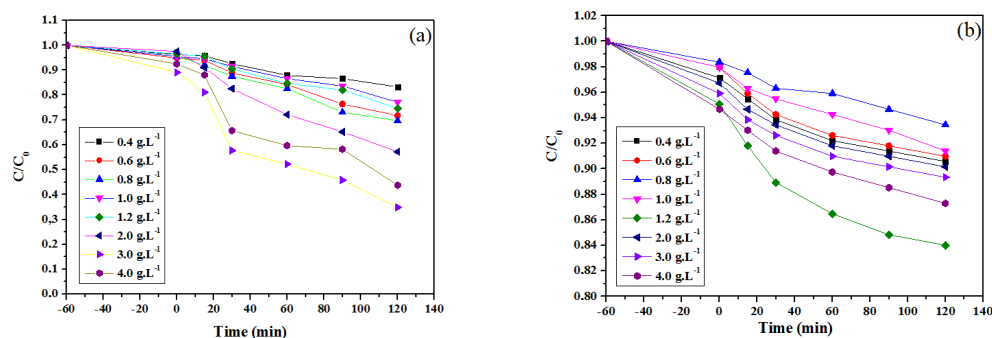 (a)
C/C0
1.1
1.0
0.9
0.8
0.7
0.6
0.5
0,4
0.3
0.2
0.1
0.0
0.4 g.L-1
0.6 g.L-1
0.8 g.L-1
1.0 g.L-1
1.2 g.L-1
2.0 g.L-1
3.0 g.L-1
4.0 g.L-1
-60 -40 -20 0 20 40 60 80 100 120 140
Time (min)
(b)
C/C0
1.02
1.00
0.98
0.96
0.94
0.92
0.90
0.88
0.86
0.84
0.82
0.80
0.4 g.L-1
0.6 g.L-1
0.8 g.L-1
1.0 g.L-1
1.2 g.L-1
2.0 g.L-1
3.0 g.L-1
4.0 g.L-1
-60 -40 -20 0 20 40 60 80 100 120 140
Time (min)